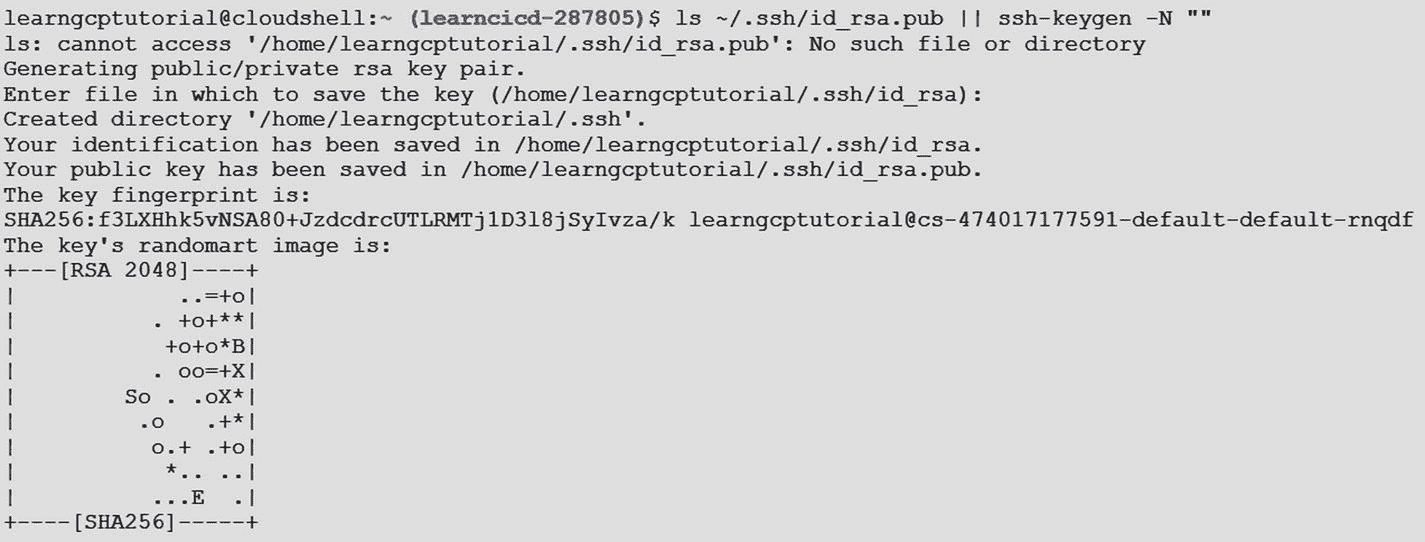 learngcptutorial@cloudshell:~ (learncicd-287805)$ ls ~/.ssh/id_rsa.pub || ssh-keygen -N ""
ls: cannot access '/home/learngcptutorial/.ssh/id_rsa.pub': No such file or directory
Generating public/private rsa key pair.
Enter file in which to save the key (/home/learngcptutorial/.ssh/id_rsa):
Created directory '/home/learngcptutorial/.ssh'.
Your identification has been saved in /home/learngcptutorial/.ssh/id_rsa.
Your public key has been saved in /home/learngcptutorial/.ssh/id_rsa.pub.
The key fingerprint is:
SHA256:f3LXHhk5vNSA80+JzdcdrcUTLRMTj1D3l8jSyIvza/k learngcptutorial@cs-474017177591-default-default-rnqdf
The key's randomart image is:
+---[RSA 2048]----+
|            ..=+o|
|          . +o+**|
|           +o+o*B|
|          . oo=+X|
|        So . .oX*|
|         .o   .+*|
|          o.+ .+o|
|           *.. ..|
|          ...E  .|
+----[SHA256]-----+